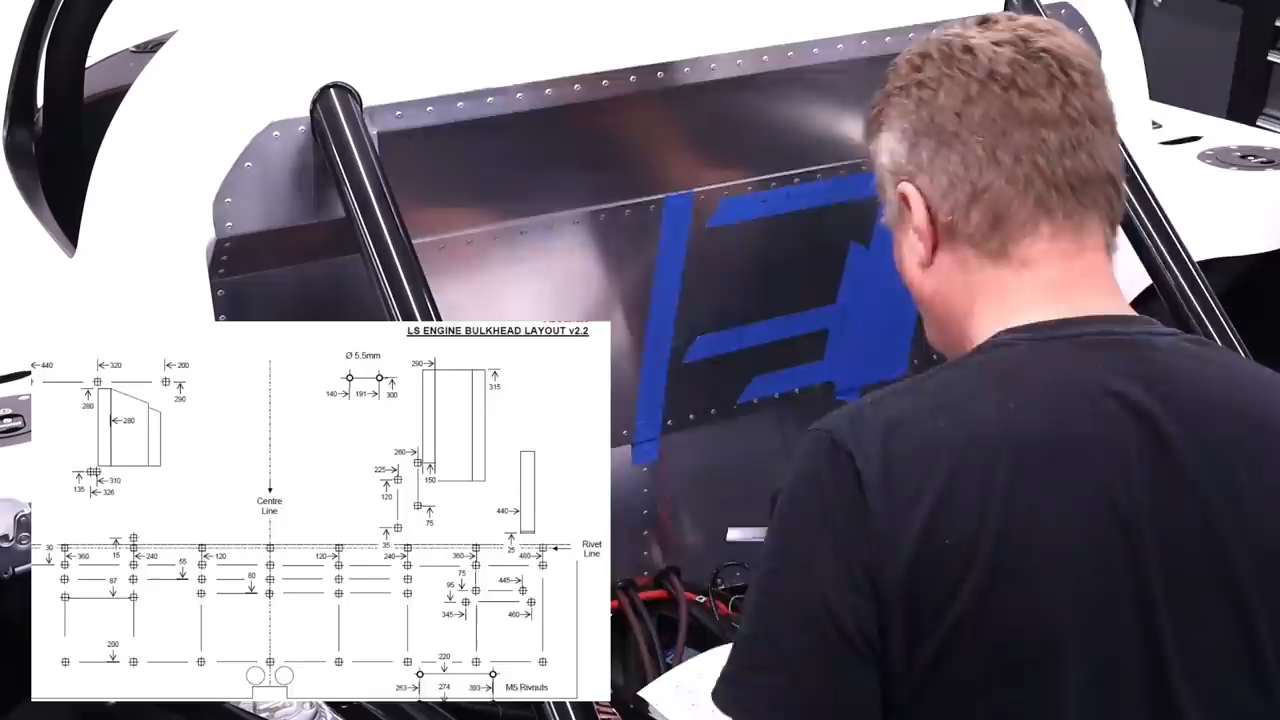 LS ENGINE BULKHEAD LAYOUT v2.2
440 320 200
Ø 5.5mm
290
315
280
290
140 191 300
280
260
225
150
135 310
326
120
75
440
Centre
Line
35
25
Rivet
Line
30
360 15 240 120 120 240 360 480
55
75
87
60
95
445
345
460
200
220
263 274 393 M5 Rivnuts